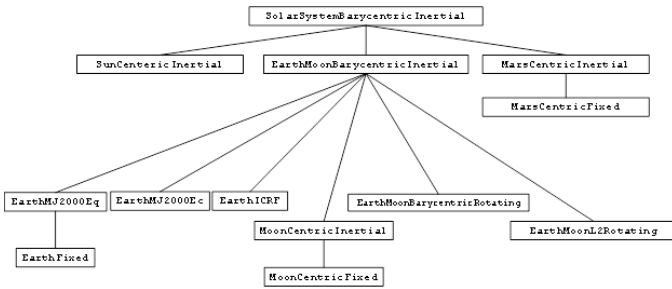 SolarSystemBarycentricInertial
SunCentericInertial
EarthMoonBarycentricInertial
MarsCentricInertial
MarsCentricFixed
EarthMJ2000Eq
EarthMJ2000Ec
EarthICRF
EarthMoonBarycentricRotating
MoonCentricInertial
EarthMoonL2Rotating
EarthFixed
MoonCentricFixed